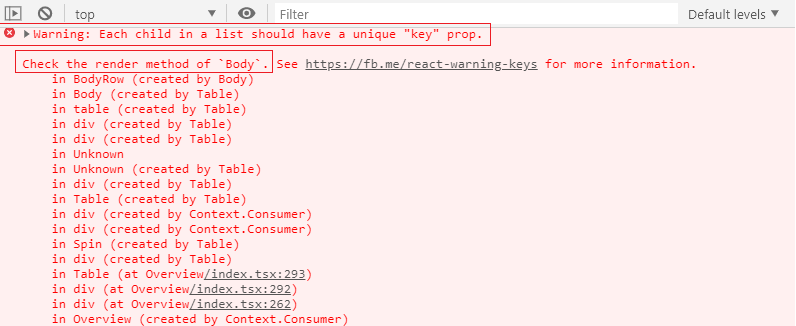 top Filter Default levels
Warning: Each child in a list should have a unique "key" prop.
Check the render method of `Body`. See https://fb.me/react-warning-keys for more information.
in BodyRow (created by Body)
in Body (created by Table)
in table (created by Table)
in div (created by Table)
in div (created by Table)
in Unknown
in Unknown (created by Table)
in div (created by Table)
in Table (created by Table)
in div (created by Context.Consumer)
in div (created by Context.Consumer)
in Spin (created by Table)
in div (created by Table)
in Table (at Overview/index.tsx:293)
in div (at Overview/index.tsx:292)
in div (at Overview/index.tsx:262)
in Overview (created by Context.Consumer)